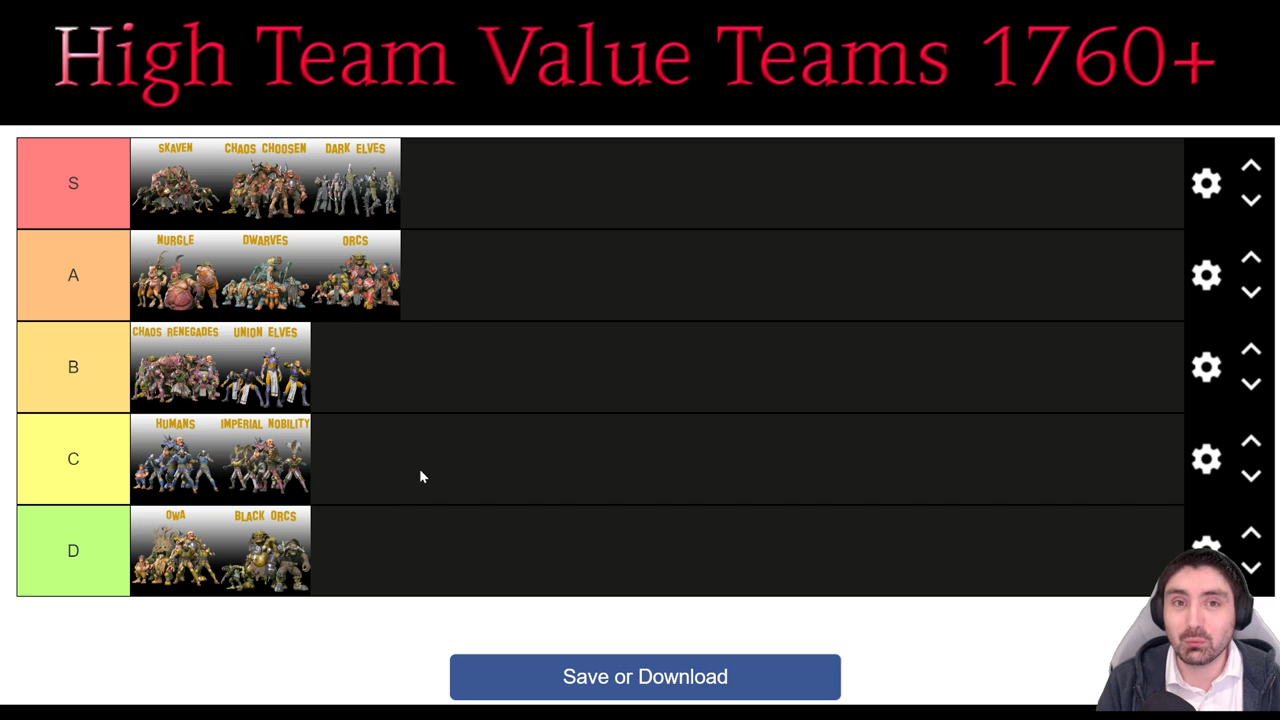 High Team Value Teams 1760+
S
SKAVEN
CHAOS CHOOSEN
DARK ELVES
A
NURGLE
DWARVES
ORCS
B
CHAOS RENEGADES
UNION ELVES
C
HUMANS
IMPERIAL NOBILITY
D
OWA
BLACK ORCS
Save or Download